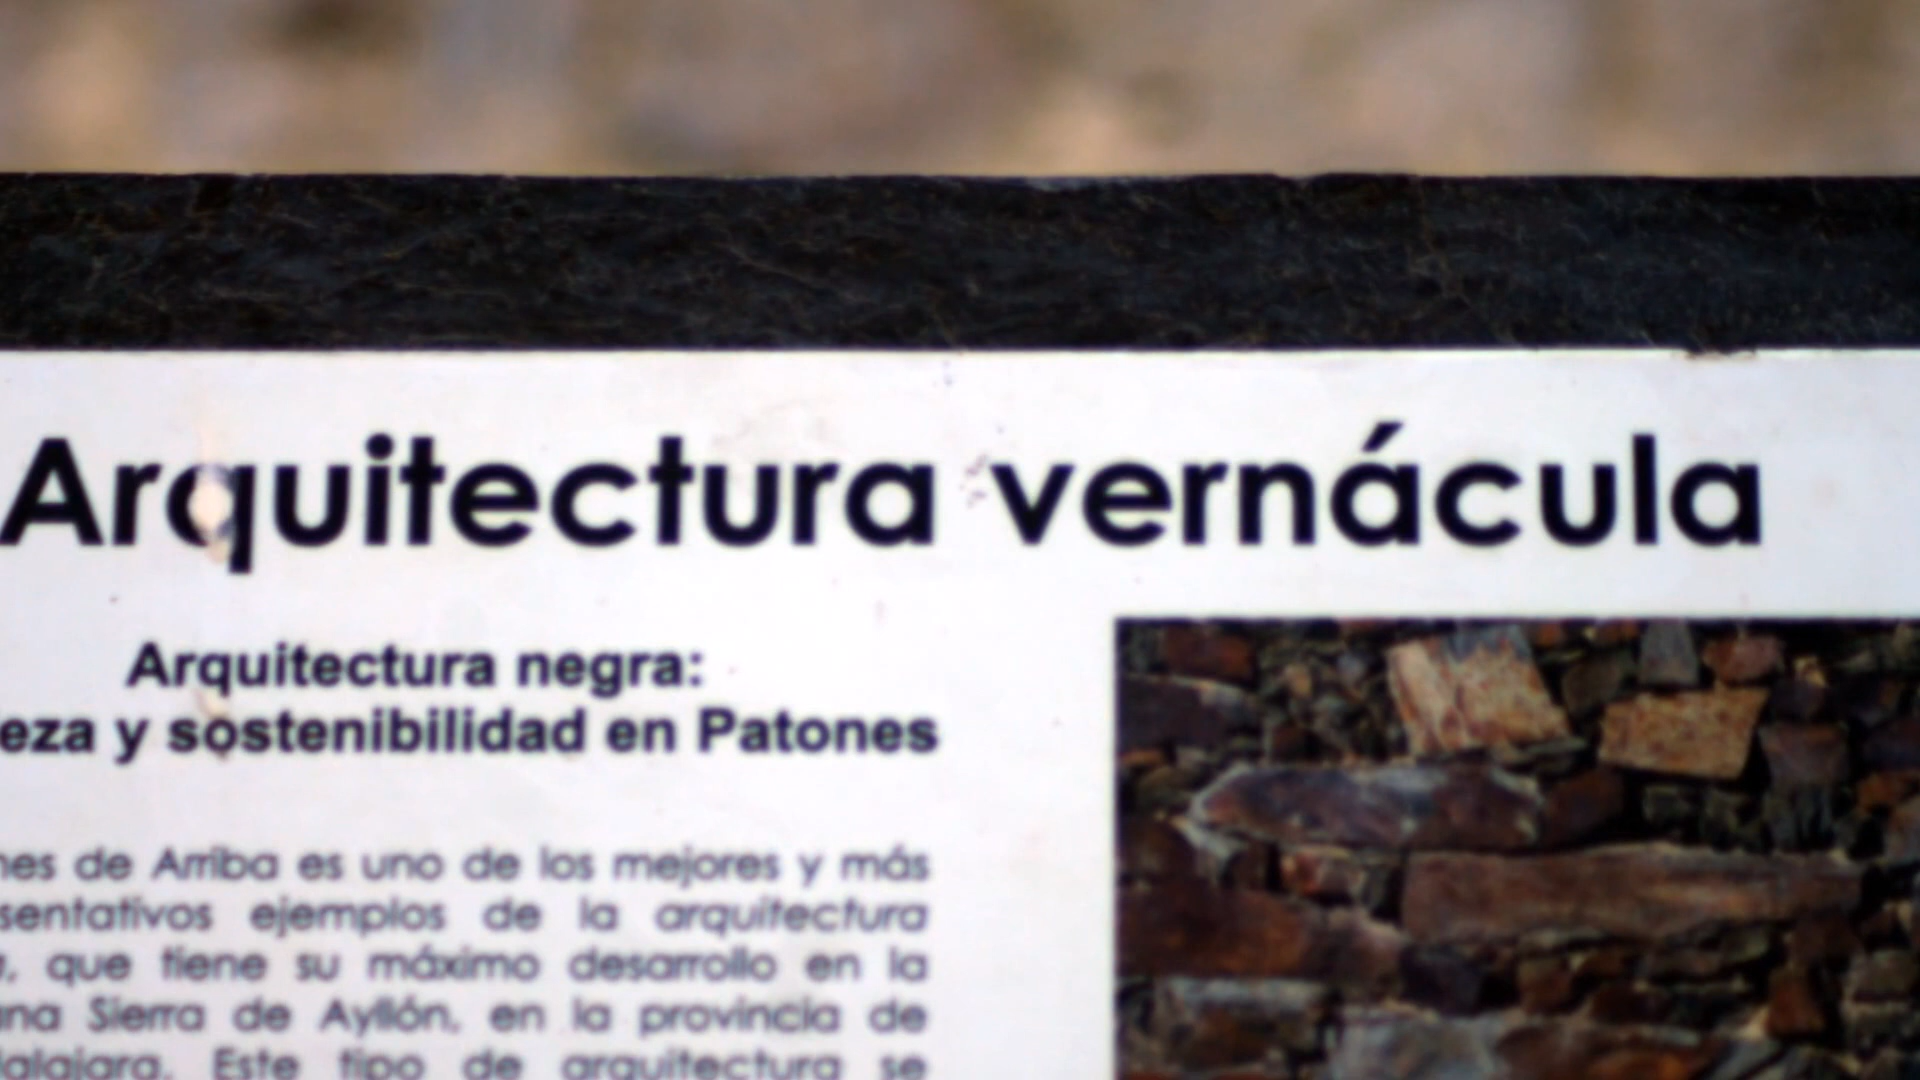 Arquitectura vernácula
Arquitectura negra:
eza y sostenibilidad en Patones
nes de Arriba es uno de los mejores y más
sentativos ejemplos de la arquitectura
que tiene su máximo desarrollo en la
ana Sierra de Ayllón, en la provincia de
dalajara. Este tipo de arquitectura se